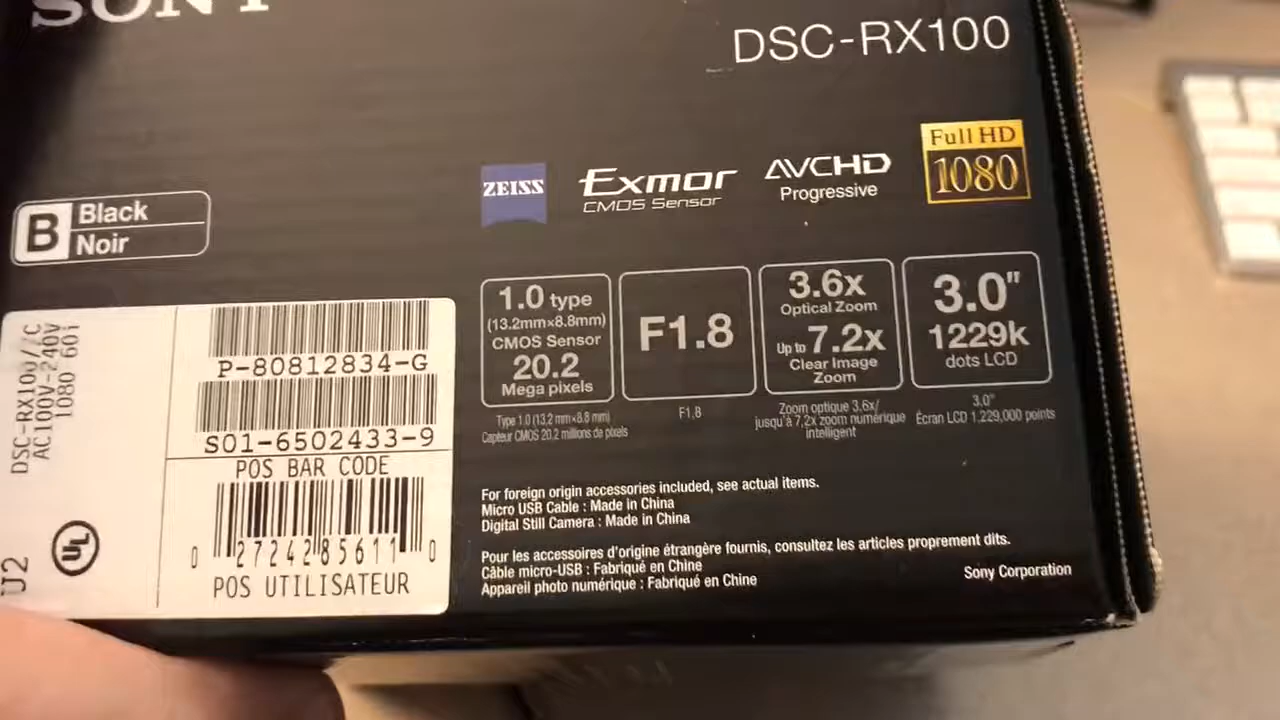 SONY
DSC-RX100
ZEISS
Exmor
CMOS Sensor
AVCHD
Progressive
Full HD
1080
B
Black
Noir
1.0 type
(13.2mm×8.8mm)
CMOS Sensor
20.2
Mega pixels
F1.8
3.6x
Optical Zoom
Up to 7.2x
Clear Image
Zoom
3.0"
1229k
dots LCD
Type 1.0 (13.2 mm×8.8 mm)
Capteur CMOS 20.2 millions de pixels
F1,8
Zoom optique 3.6x/
jusqu'à 7,2x zoom numérique
intelligent
3.0"
Écran LCD 1,229,000 points
DSC-RX100/
AC100V-240V
1080 60i
UL
U2
P-80812834-G
S01-6502433-9
POS BAR CODE
0 27242 85611 0
POS UTILISATEUR
For foreign origin accessories included, see actual items.
Micro USB Cable : Made in China
Digital Still Camera : Made in China
Pour les accessoires d'origine étrangère fournis, consultez les articles proprement dits.
Câble micro-USB : Fabriqué en Chine
Appareil photo numérique : Fabriqué en Chine
Sony Corporation